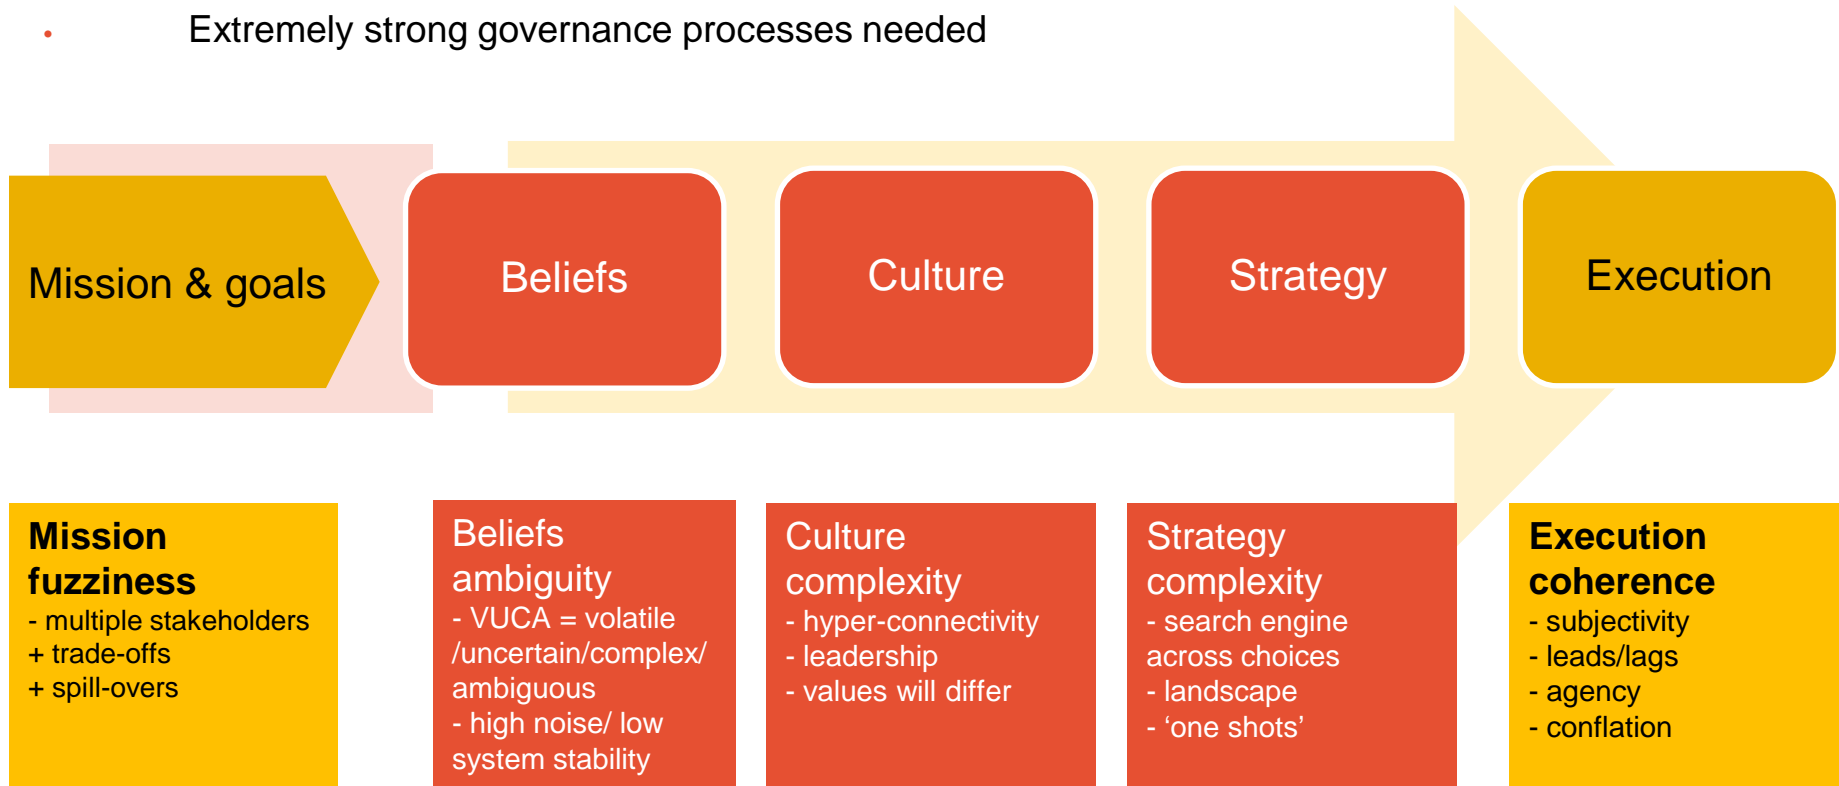 • Extremely strong governance processes needed
Mission & goals
Beliefs
Culture
Strategy
Execution
Mission
fuzziness
- multiple stakeholders
+ trade-offs
+ spill-overs
Beliefs
ambiguity
- VUCA = volatile
/uncertain/complex/
ambiguous
- high noise/ low
system stability
Culture
complexity
- hyper-connectivity
- leadership
- values will differ
Strategy
complexity
- search engine
across choices
- landscape
- ‘one shots’
Execution
coherence
- subjectivity
- leads/lags
- agency
- conflation